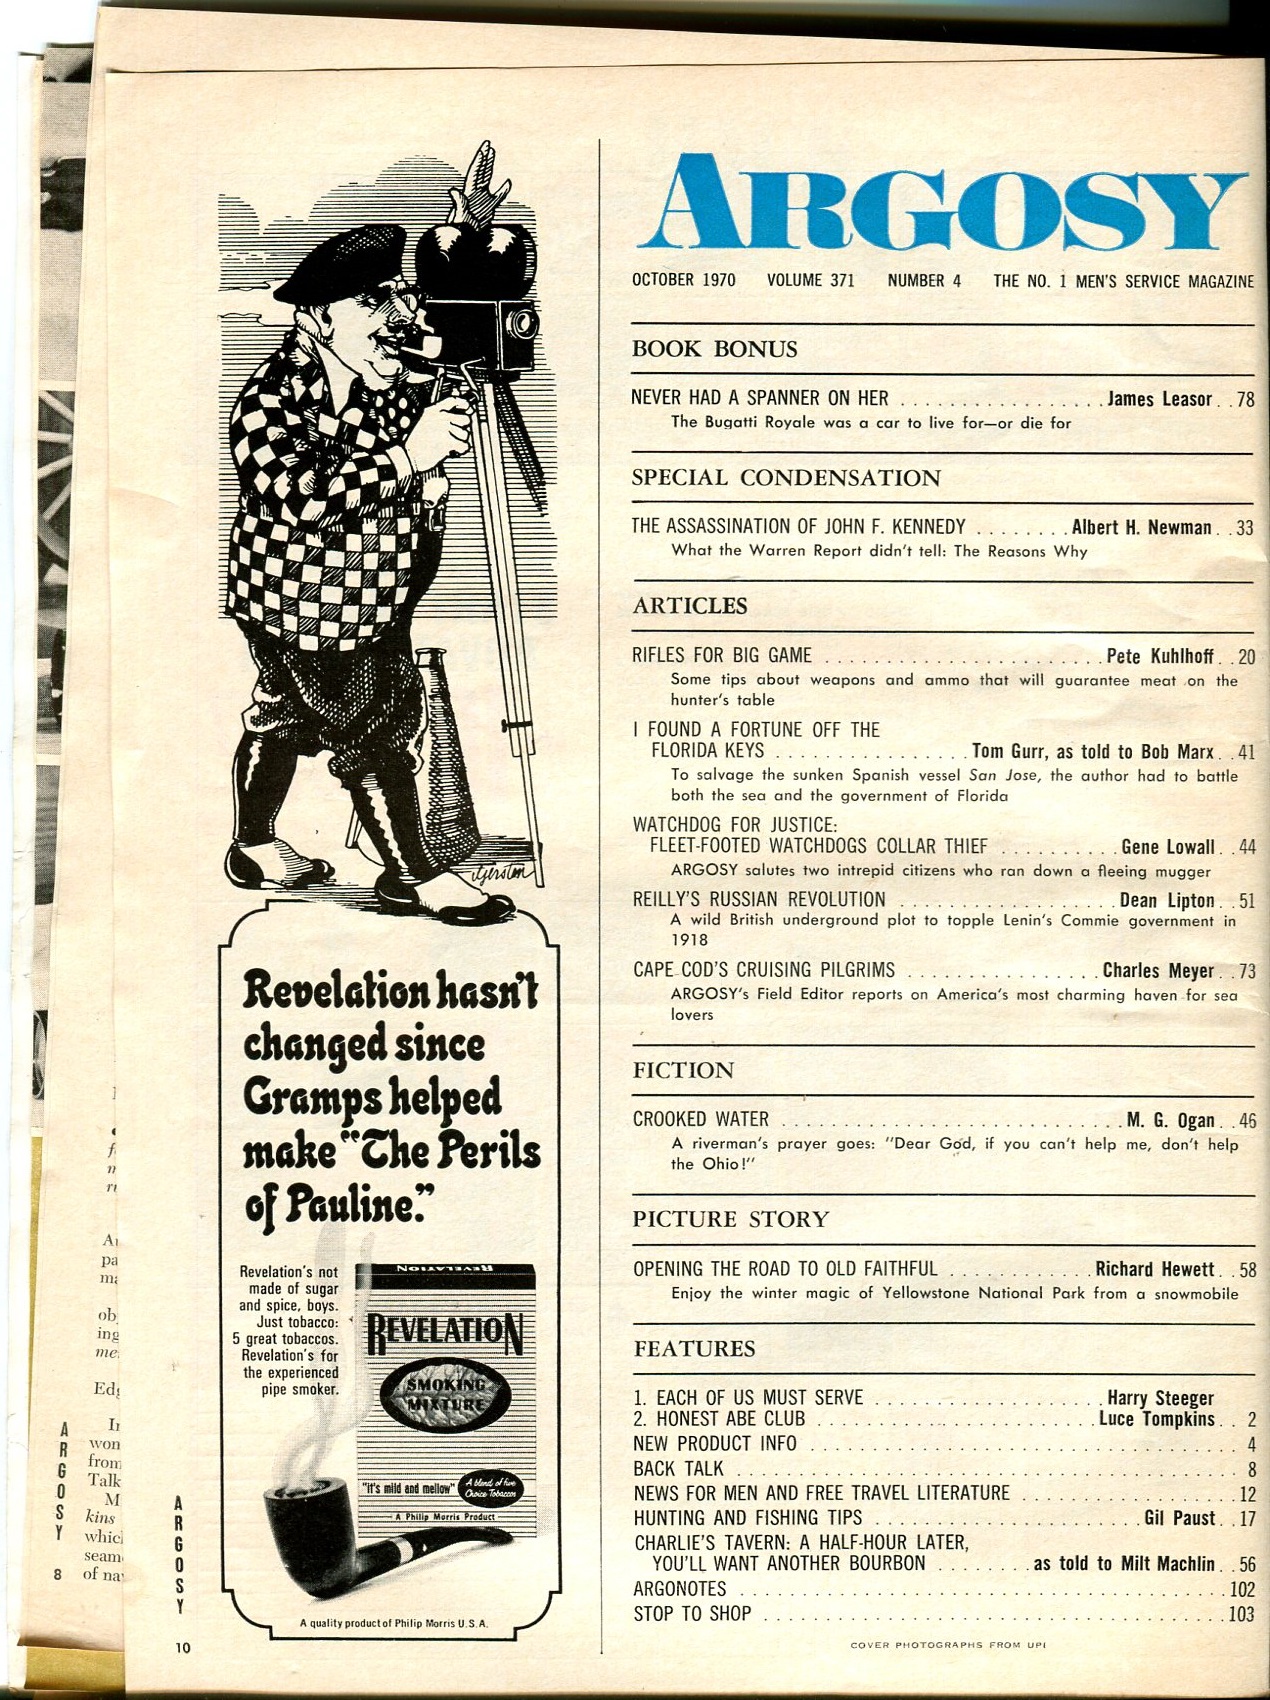 ARGOSY
OCTOBER 1970 VOLUME 371 NUMBER 4 THE NO. 1 MEN'S SERVICE MAGAZINE
BOOK BONUS
NEVER HAD A SPANNER ON HER . . . . . . . . . . . . . . . . . James Leasor . . 78
The Bugatti Royale was a car to live for—or die for
SPECIAL CONDENSATION
THE ASSASSINATION OF JOHN F. KENNEDY . . . . . . . . Albert H. Newman . . 33
What the Warren Report didn't tell: The Reasons Why
ARTICLES
RIFLES FOR BIG GAME . . . . . . . . . . . . . . . . . . . . . . . Pete Kuhlhoff . . 20
Some tips about weapons and ammo that will guarantee meat on the
hunter's table
I FOUND A FORTUNE OFF THE
FLORIDA KEYS . . . . . . . . . . . . . . . . Tom Gurr, as told to Bob Marx . . 41
To salvage the sunken Spanish vessel San Jose, the author had to battle
both the sea and the government of Florida
WATCHDOG FOR JUSTICE:
FLEET-FOOTED WATCHDOGS COLLAR THIEF . . . . . . . . . . Gene Lowall . . 44
ARGOSY salutes two intrepid citizens who ran down a fleeing mugger
REILLY'S RUSSIAN REVOLUTION . . . . . . . . . . . . . . . . . . . Dean Lipton . . 51
A wild British underground plot to topple Lenin's Commie government in
1918
CAPE COD'S CRUISING PILGRIMS . . . . . . . . . . . . . . . . Charles Meyer . . 73
ARGOSY's Field Editor reports on America's most charming haven for sea
lovers
FICTION
CROOKED WATER . . . . . . . . . . . . . . . . . . . . . . . . . . . . M. G. Ogan . . 46
A riverman's prayer goes: "Dear God, if you can't help me, don't help
the Ohio!"
PICTURE STORY
OPENING THE ROAD TO OLD FAITHFUL . . . . . . . . . . . . Richard Hewett . . 58
Enjoy the winter magic of Yellowstone National Park from a snowmobile
FEATURES
1. EACH OF US MUST SERVE . . . . . . . . . . . . . . . . . . . . Harry Steeger
2. HONEST ABE CLUB . . . . . . . . . . . . . . . . . . . . . . . Luce Tompkins . . 2
NEW PRODUCT INFO . . . . . . . . . . . . . . . . . . . . . . . . . . . . . . . . . . . 4
BACK TALK . . . . . . . . . . . . . . . . . . . . . . . . . . . . . . . . . . . . . . . . . 8
NEWS FOR MEN AND FREE TRAVEL LITERATURE . . . . . . . . . . . . . . . . . . 12
HUNTING AND FISHING TIPS . . . . . . . . . . . . . . . . . . . . . . Gil Paust . . 17
CHARLIE'S TAVERN: A HALF-HOUR LATER,
YOU'LL WANT ANOTHER BOURBON . . . . . . . . as told to Milt Machlin . . 56
ARGONOTES . . . . . . . . . . . . . . . . . . . . . . . . . . . . . . . . . . . . . . . 102
STOP TO SHOP . . . . . . . . . . . . . . . . . . . . . . . . . . . . . . . . . . . . . 103
COVER PHOTOGRAPHS FROM UPI
Gersten
Revelation hasn't
changed since
Gramps helped
make "The Perils
of Pauline."
Revelation's not
made of sugar
and spice, boys.
Just tobacco:
5 great tobaccos.
Revelation's for
the experienced
pipe smoker.
REVELATION
REVELATION
SMOKING
MIXTURE
"it's mild and mellow"
A blend of five
Choice Tobaccos
A Philip Morris Product
A quality product of Philip Morris U.S.A.
ARGOSY
10
ARGOSY
8
won
from
Talk
kins
which
seam
of na